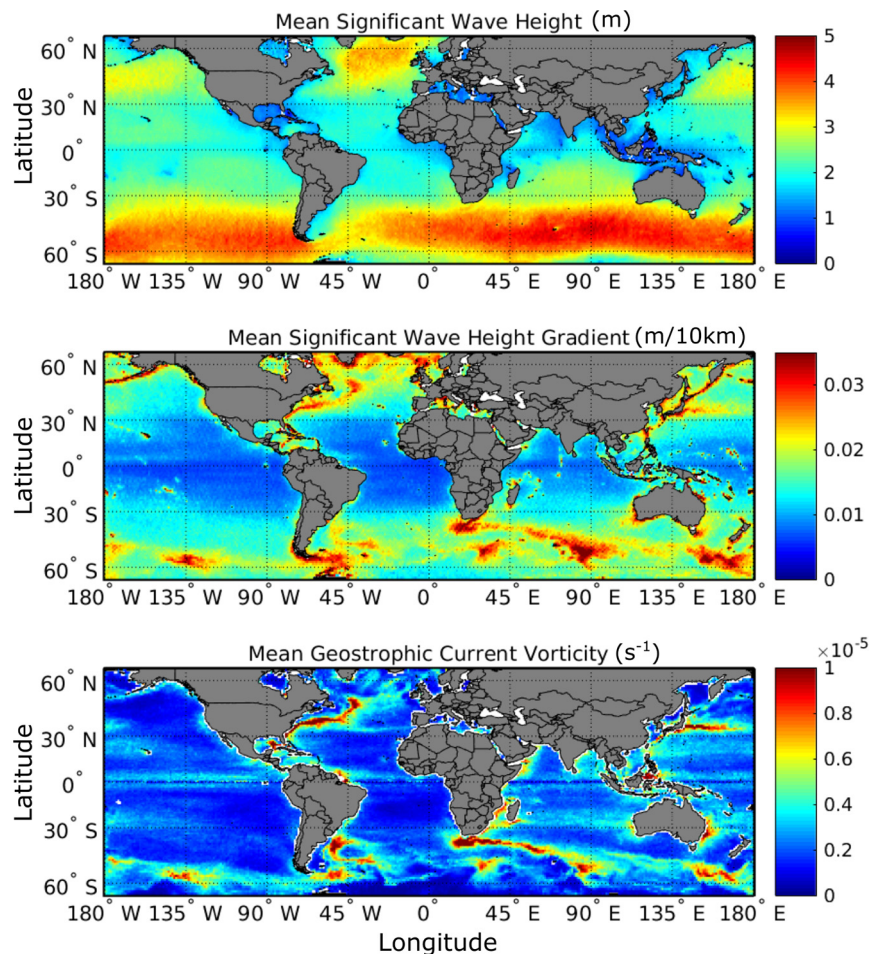 Mean Significant Wave Height (m)
60° N
30° N
0°
30° S
60° S
Latitude
180° W 135° W 90° W 45° W 0° 45° E 90° E 135° E 180° E
5
4
3
2
1
0
Mean Significant Wave Height Gradient (m/10km)
60° N
30° N
0°
30° S
60° S
Latitude
180° W 135° W 90° W 45° W 0° 45° E 90° E 135° E 180° E
0.03
0.02
0.01
0
Mean Geostrophic Current Vorticity (s⁻¹)
×10⁻⁵
60° N
30° N
0°
30° S
60° S
Latitude
180° W 135° W 90° W 45° W 0° 45° E 90° E 135° E 180° E
1
0.8
0.6
0.4
0.2
0
Longitude